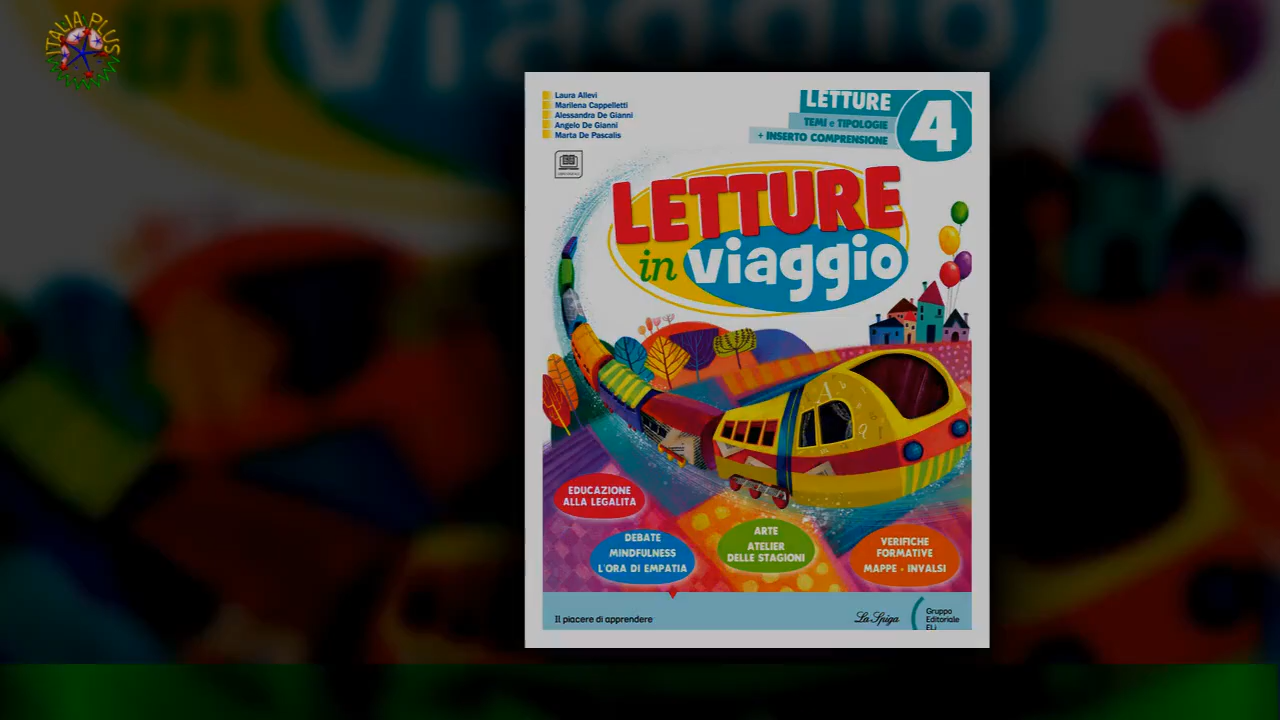 ITALIA PLUS
in viaggio
Laura Allevi
Marilena Cappelletti
Alessandra De Gianni
Angelo De Gianni
Marta De Pascalis
LETTURE
4
TEMI e TIPOLOGIE
+ INSERTO COMPRENSIONE
LETTURE
in viaggio
EDUCAZIONE
ALLA LEGALITÀ
DEBATE
MINDFULNESS
L'ORA DI EMPATIA
ARTE
ATELIER
DELLE STAGIONI
VERIFICHE
FORMATIVE
MAPPE - INVALSI
Il piacere di apprendere
La Spiga
Gruppo
Editoriale
ELi